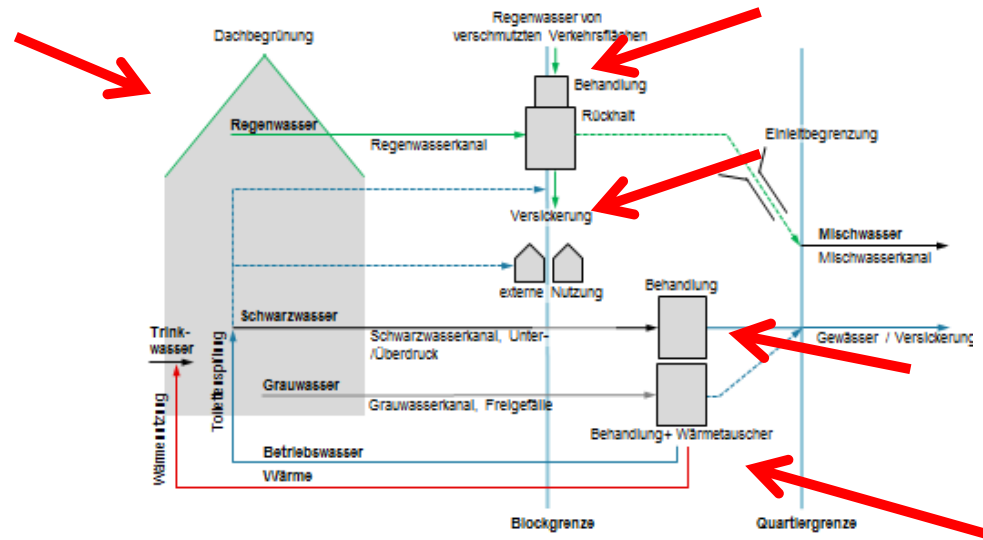 Regenwasser von
verschmutzten Verkehrsflächen
Dachbegrünung
Behandlung
Rückhalt
Regenwasser
Regenwasserkanal
Einleitbegrenzung
Versickerung
Mischwasser
Mischwasserkanal
externe Nutzung
Behandlung
Schwarzwasser
Schwarzwasserkanal, Unter-
/Überdruck
Gewässer / Versickerung
Trink-
wasser
Toilettenspülung
Wärmenutzung
Grauwasser
Grauwasserkanal, Freigefälle
Behandlung+ Wärmetauscher
Betriebswasser
Wärme
Blockgrenze
Quartiergrenze